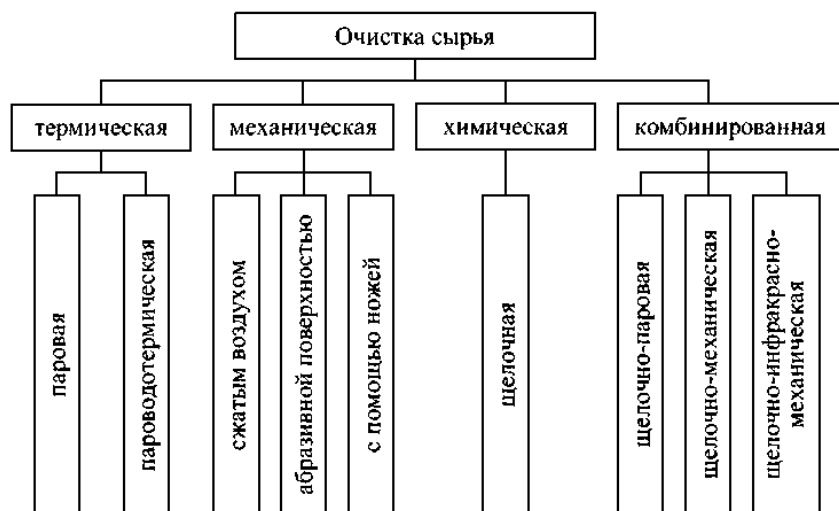 Очистка сырья
термическая
механическая
химическая
комбинированная
паровая
пароводотермическая
сжатым воздухом
абразивной поверхностью
с помощью ножей
щелочная
щелочно-паровая
щелочно-механическая
щелочно-инфракрасно-
механическая